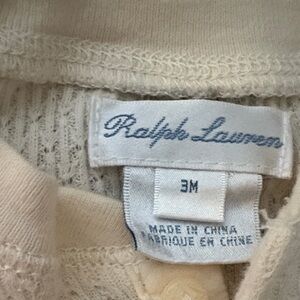 Ralph Lauren
3M
MADE IN CHINA
FABRIQUE EN CHINE